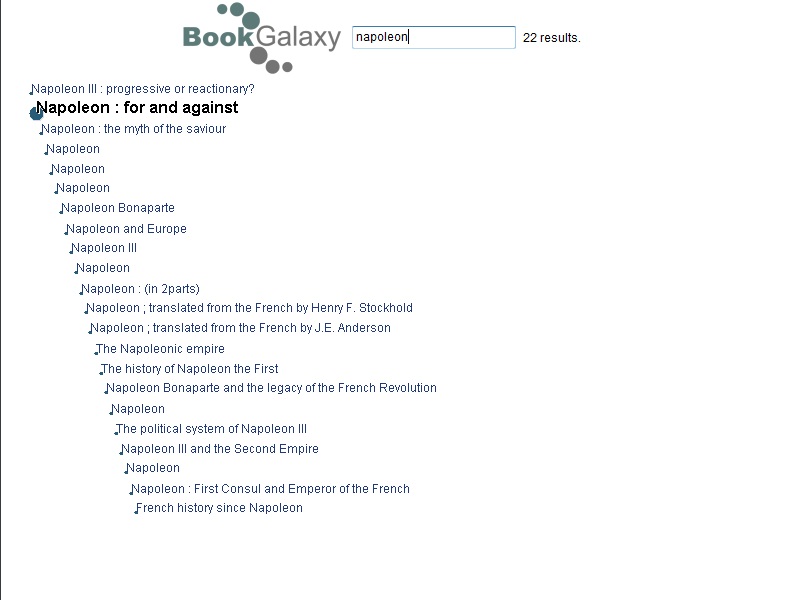 BookGalaxy
napoleon
22 results.
Napoleon III : progressive or reactionary?
Napoleon : for and against
Napoleon : the myth of the saviour
Napoleon
Napoleon
Napoleon
Napoleon Bonaparte
Napoleon and Europe
Napoleon III
Napoleon
Napoleon : (in 2parts)
Napoleon ; translated from the French by Henry F. Stockhold
Napoleon ; translated from the French by J.E. Anderson
The Napoleonic empire
The history of Napoleon the First
Napoleon Bonaparte and the legacy of the French Revolution
Napoleon
The political system of Napoleon III
Napoleon III and the Second Empire
Napoleon
Napoleon : First Consul and Emperor of the French
French history since Napoleon